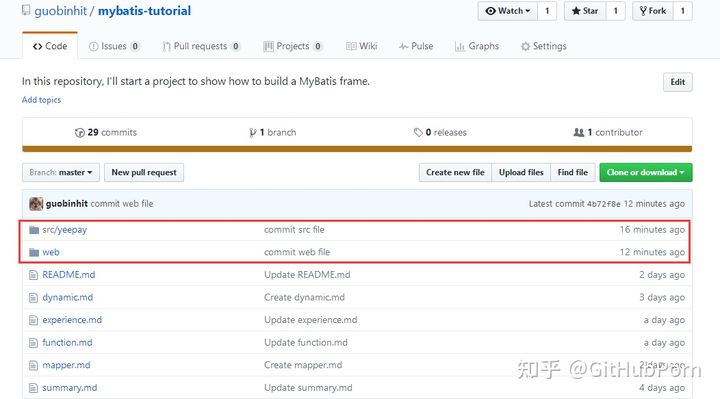 guobinhit / mybatis-tutorial
Watch 1 Star 1 Fork 1
Code Issues 0 Pull requests 0 Projects 0 Wiki Pulse Graphs Settings
In this repository, I'll start a project to show how to build a MyBatis frame. Edit
Add topics
29 commits 1 branch 0 releases 1 contributor
Branch: master New pull request Create new file Upload files Find file Clone or download
guobinhit commit web file Latest commit 4b72f8e 12 minutes ago
src/yeepay commit src file 16 minutes ago
web commit web file 12 minutes ago
README.md Update README.md 2 days ago
dynamic.md Create dynamic.md 3 days ago
experience.md Update experience.md a day ago
function.md Update function.md a day ago
mapper.md Create mapper.md 2 days ago
summary.md Update summary.md 4 days ago
知乎 @GitHubPorn